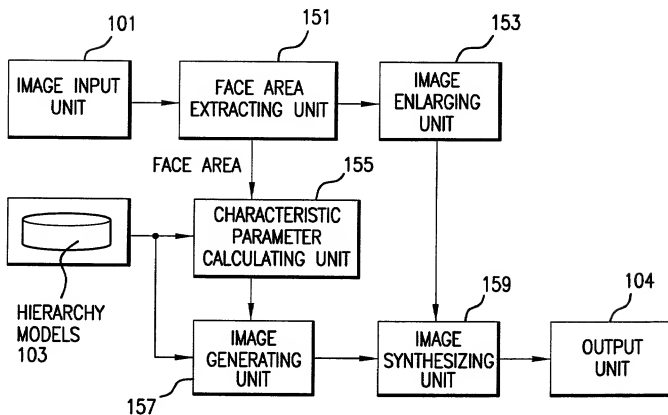 101
151
153
IMAGE INPUT
UNIT
FACE AREA
EXTRACTING UNIT
IMAGE
ENLARGING
UNIT
FACE AREA
155
CHARACTERISTIC
PARAMETER
CALCULATING UNIT
HIERARCHY
MODELS
103
159
104
IMAGE
GENERATING
UNIT
IMAGE
SYNTHESIZING
UNIT
OUTPUT
UNIT
157